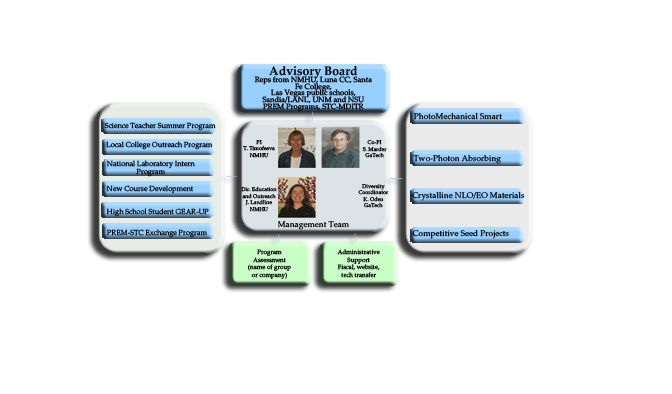 Advisory Board
Reps from NMHU, Luna CC, Santa
Fe College,
Las Vegas public schools,
Sandia/LANL, UNM and NSU
PREM Programs, STC-MDITR
Science Teacher Summer Program
Local College Outreach Program
National Laboratory Intern
Program
New Course Development
High School Student GEAR-UP
PREM-STC Exchange Program
PI
T. Timofeeva
NMHU
Co-PI
S. Marder
GaTech
Dir. Education
and Outreach
J. Landline
NMHU
Diversity
Coordinator
K. Oden
GaTech
Management Team
PhotoMechanical Smart
Two-Photon Absorbing
Crystalline NLO/EO Materials
Competitive Seed Projects
Program
Assessment
(name of group
or company)
Administrative
Support
Fiscal, website,
tech transfer